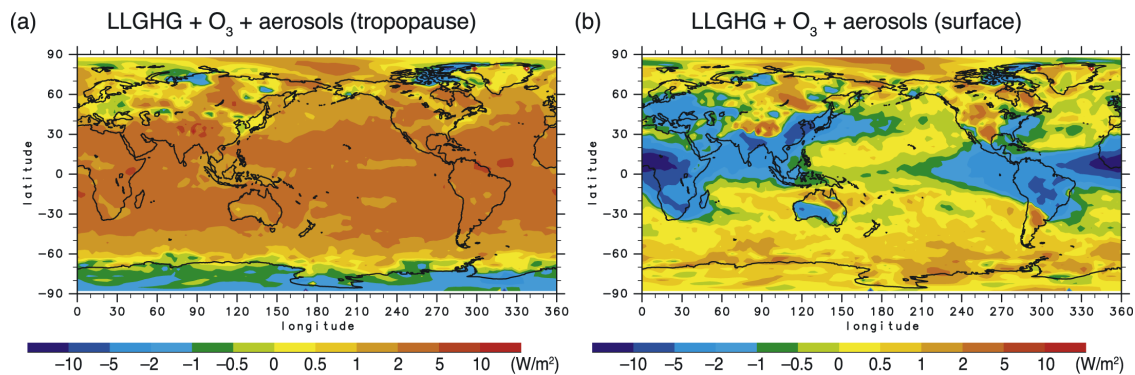 (a) LLGHG + O3 + aerosols (tropopause)
90
60
30
0
−30
−60
−90
latitude
0 30 60 90 120 150 180 210 240 270 300 330 360
longitude
−10 −5 −2 −1 −0.5 0 0.5 1 2 5 10 (W/m²)
(b) LLGHG + O3 + aerosols (surface)
90
60
30
0
−30
−60
−90
latitude
0 30 60 90 120 150 180 210 240 270 300 330 360
longitude
−10 −5 −2 −1 −0.5 0 0.5 1 2 5 10 (W/m²)